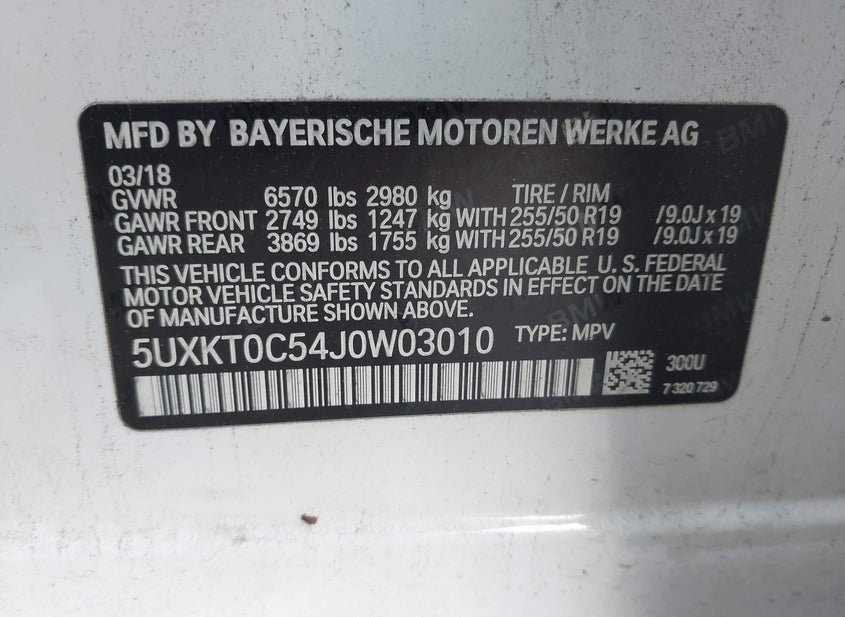 MFD BY BAYERISCHE MOTOREN WERKE AG
03/18
GVWR 6570 lbs 2980 kg TIRE / RIM
GAWR FRONT 2749 lbs 1247 kg WITH 255/50 R19 /9.0J x 19
GAWR REAR 3869 lbs 1755 kg WITH 255/50 R19 /9.0J x 19
THIS VEHICLE CONFORMS TO ALL APPLICABLE U. S. FEDERAL
MOTOR VEHICLE SAFETY STANDARDS IN EFFECT ON THE DATE
OF MANUFACTURE SHOWN ABOVE.
5UXKT0C54J0W03010 TYPE: MPV
300U
7 320 729